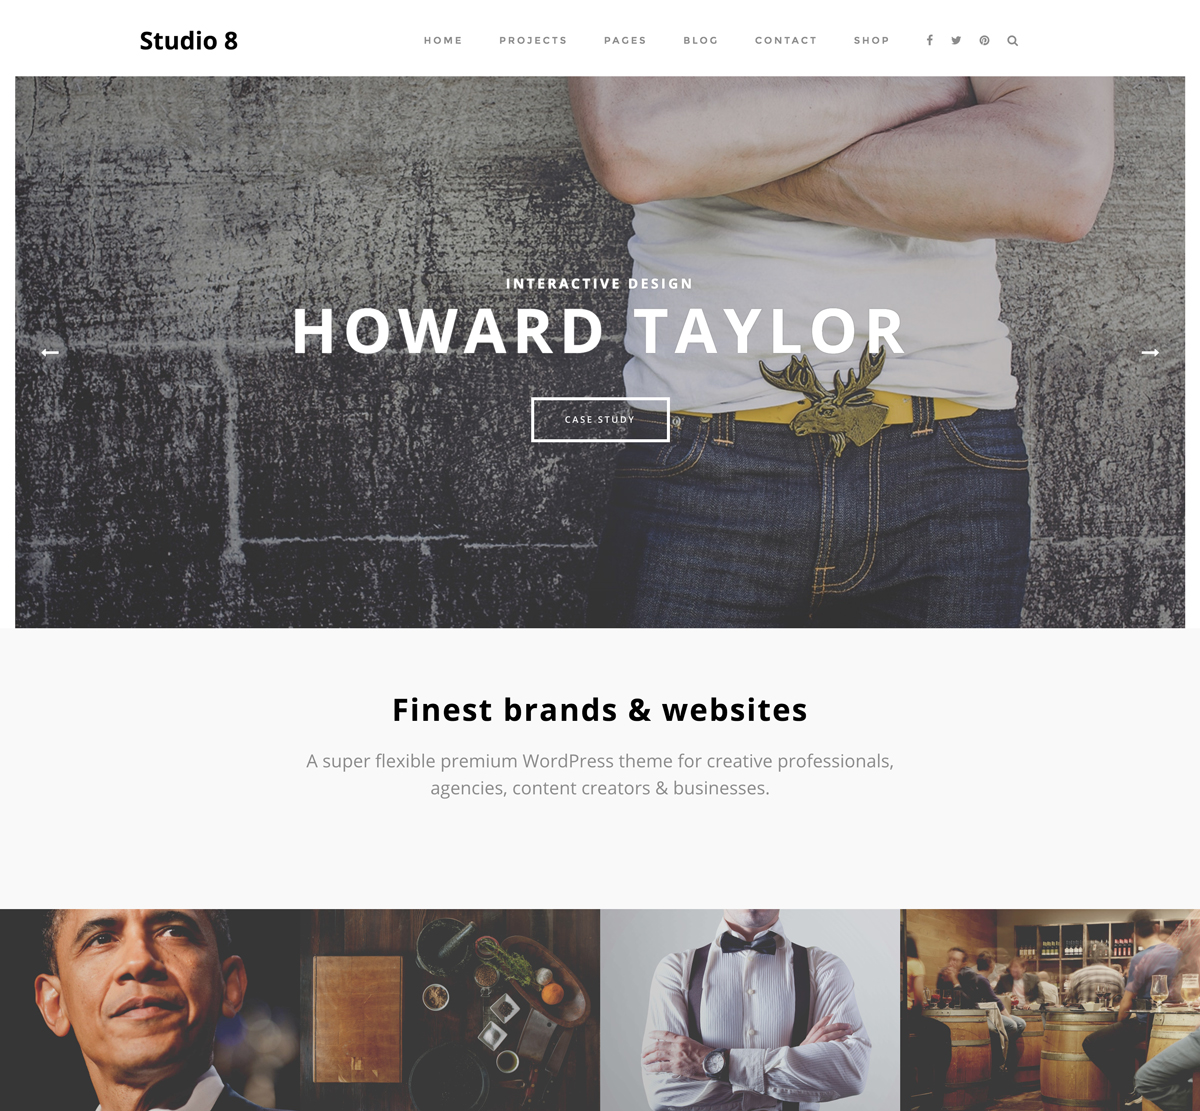 Studio 8
HOME PROJECTS PAGES BLOG CONTACT SHOP
INTERACTIVE DESIGN
HOWARD TAYLOR
CASE STUDY
Finest brands & websites
A super flexible premium WordPress theme for creative professionals,
agencies, content creators & businesses.